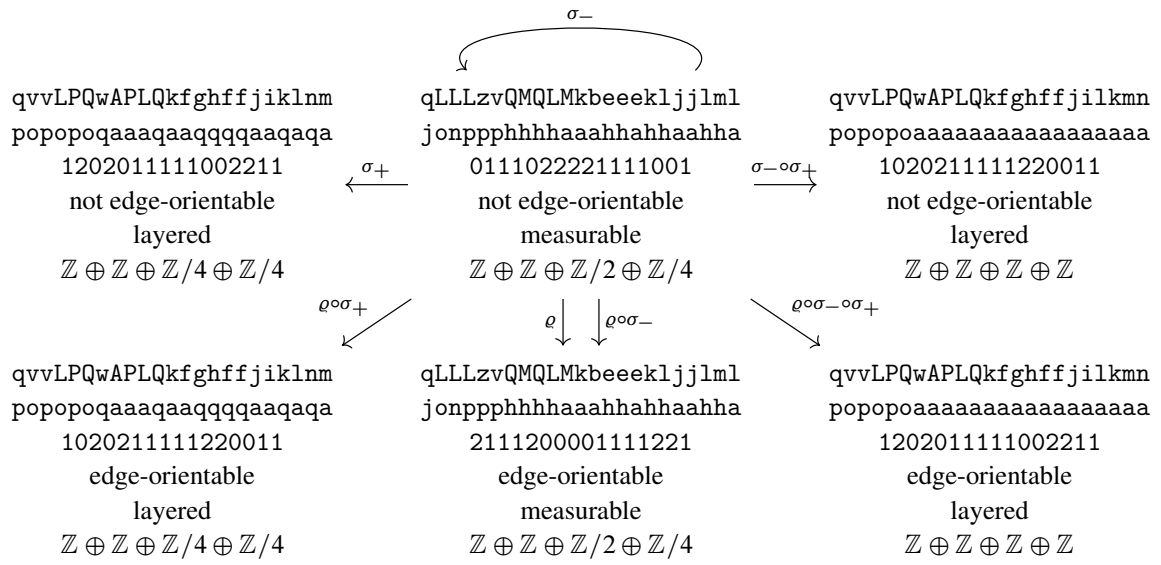 σ−
qvvLPQwAPLQkfghffjiklnm
popopoqaaaqaaqqqqaaqaqa
1202011111002211
not edge-orientable
layered
ℤ ⊕ ℤ ⊕ ℤ/4 ⊕ ℤ/4
σ+
qLLLzvQMQLMkbeeekljjlml
jonppphhhhaaahhahhaahha
0111022221111001
not edge-orientable
measurable
ℤ ⊕ ℤ ⊕ ℤ/2 ⊕ ℤ/4
σ−∘σ+
qvvLPQwAPLQkfghffjilkmn
popopoaaaaaaaaaaaaaaaaa
1020211111220011
not edge-orientable
layered
ℤ ⊕ ℤ ⊕ ℤ ⊕ ℤ
ϱ∘σ+
ϱ
ϱ∘σ−
ϱ∘σ−∘σ+
qvvLPQwAPLQkfghffjiklnm
popopoqaaaqaaqqqqaaqaqa
1020211111220011
edge-orientable
layered
ℤ ⊕ ℤ ⊕ ℤ/4 ⊕ ℤ/4
qLLLzvQMQLMkbeeekljjlml
jonppphhhhaaahhahhaahha
2111200001111221
edge-orientable
measurable
ℤ ⊕ ℤ ⊕ ℤ/2 ⊕ ℤ/4
qvvLPQwAPLQkfghffjilkmn
popopoaaaaaaaaaaaaaaaaa
1202011111002211
edge-orientable
layered
ℤ ⊕ ℤ ⊕ ℤ ⊕ ℤ